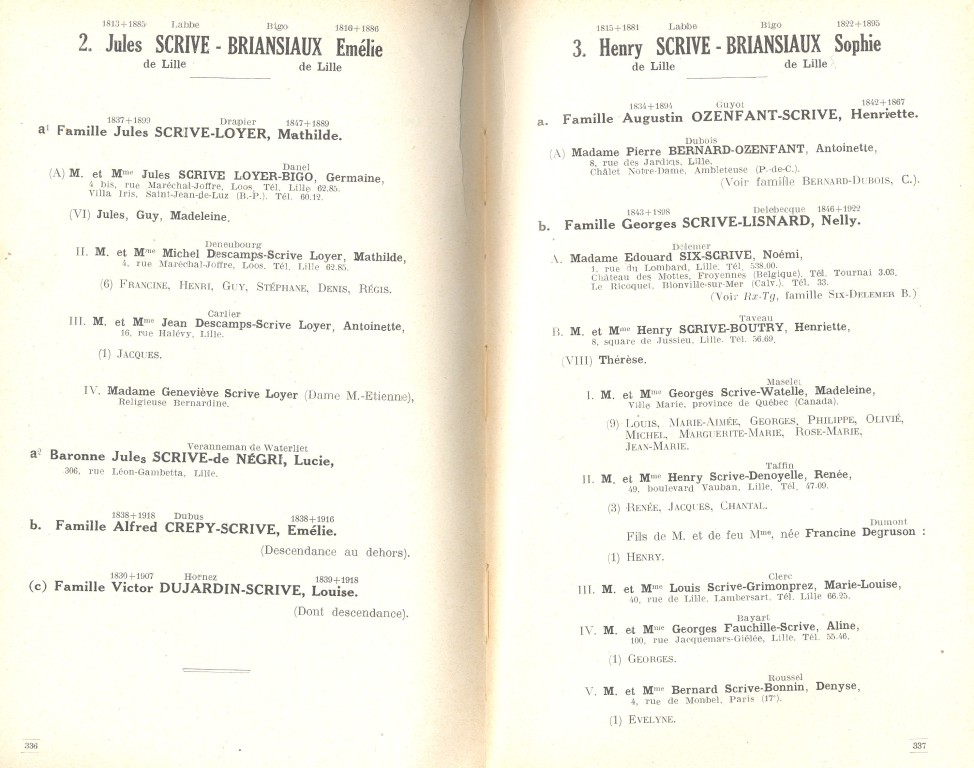 1813+1885 Labbe Bigo 1816+1886
2. Jules SCRIVE - BRIANSIAUX Emélie
de Lille de Lille
1837+1899 Drapier 1847+1889
a¹ Famille Jules SCRIVE-LOYER, Mathilde.
Danel
(A) M. et Mme Jules SCRIVE LOYER-BIGO, Germaine,
4 bis, rue Maréchal-Joffre, Loos. Tél. Lille 62.85.
Villa Iris, Saint-Jean-de-Luz (B.-P.). Tél. 60.12.
(VI) Jules, Guy, Madeleine.
Deneubourg
II. M. et Mme Michel Descamps-Scrive Loyer, Mathilde,
4, rue Maréchal-Joffre, Loos. Tél. Lille 62.85.
(6) FRANCINE, HENRI, GUY, STÉPHANE, DENIS, RÉGIS.
Carlier
III. M. et Mme Jean Descamps-Scrive Loyer, Antoinette,
16, rue Halévy, Lille.
(1) JACQUES.
IV. Madame Geneviève Scrive Loyer (Dame M.-Etienne),
Religieuse Bernardine.
Veranneman de Waterliet
a² Baronne Jules SCRIVE-de NÉGRI, Lucie,
306, rue Léon-Gambetta, Lille.
1838+1918 Dubus 1838+1916
b. Famille Alfred CREPY-SCRIVE, Emélie.
(Descendance au dehors).
1839+1907 Hornez 1839+1918
(c) Famille Victor DUJARDIN-SCRIVE, Louise.
(Dont descendance).
336
1815+1881 Labbe Bigo 1822+1895
3. Henry SCRIVE - BRIANSIAUX Sophie
de Lille de Lille
1834+1894 Guyot 1842+1867
a. Famille Augustin OZENFANT-SCRIVE, Henriette.
Dubois
(A) Madame Pierre BERNARD-OZENFANT, Antoinette,
8, rue des Jardins, Lille.
Châlet Notre-Dame, Ambleteuse (P.-de-C.).
(Voir famille BERNARD-DUBOIS, C.).
1843+1898 Delebecque 1846+1922
b. Famille Georges SCRIVE-LISNARD, Nelly.
Delemer
A. Madame Edouard SIX-SCRIVE, Noémi,
1, rue du Lombard, Lille. Tél. 538.00.
Château des Mottes, Froyennes (Belgique). Tél. Tournai 3.03.
Le Ricoquet, Blonville-sur-Mer (Calv.). Tél. 33.
(Voir Rx-Tg, famille SIX-DELEMER B.)
Taveau
B. M. et Mme Henry SCRIVE-BOUTRY, Henriette,
8, square de Jussieu, Lille. Tél. 56.69.
(VIII) Thérèse.
Maselet
I. M. et Mme Georges Scrive-Watelle, Madeleine,
Ville Marie, province de Québec (Canada).
(9) LOUIS, MARIE-AIMÉE, GEORGES, PHILIPPE, OLIVIÉ,
MICHEL, MARGUERITE-MARIE, ROSE-MARIE,
JEAN-MARIE.
Taffin
II. M. et Mme Henry Scrive-Denoyelle, Renée,
49, boulevard Vauban, Lille. Tél. 47-09.
(3) RENÉE, JACQUES, CHANTAL.
Dumont
Fils de M. et de feu Mme, née Francine Degruson :
(1) HENRY.
Clerc
III. M. et Mme Louis Scrive-Grimonprez, Marie-Louise,
40, rue de Lille, Lambersart. Tél. Lille 66.25.
Bayart
IV. M. et Mme Georges Fauchille-Scrive, Aline,
100, rue Jacquemars-Giélée, Lille. Tél. 55.46.
(1) GEORGES.
Roussel
V. M. et Mme Bernard Scrive-Bonnin, Denyse,
4, rue de Monbel, Paris (17e).
(1) EVELYNE.
337